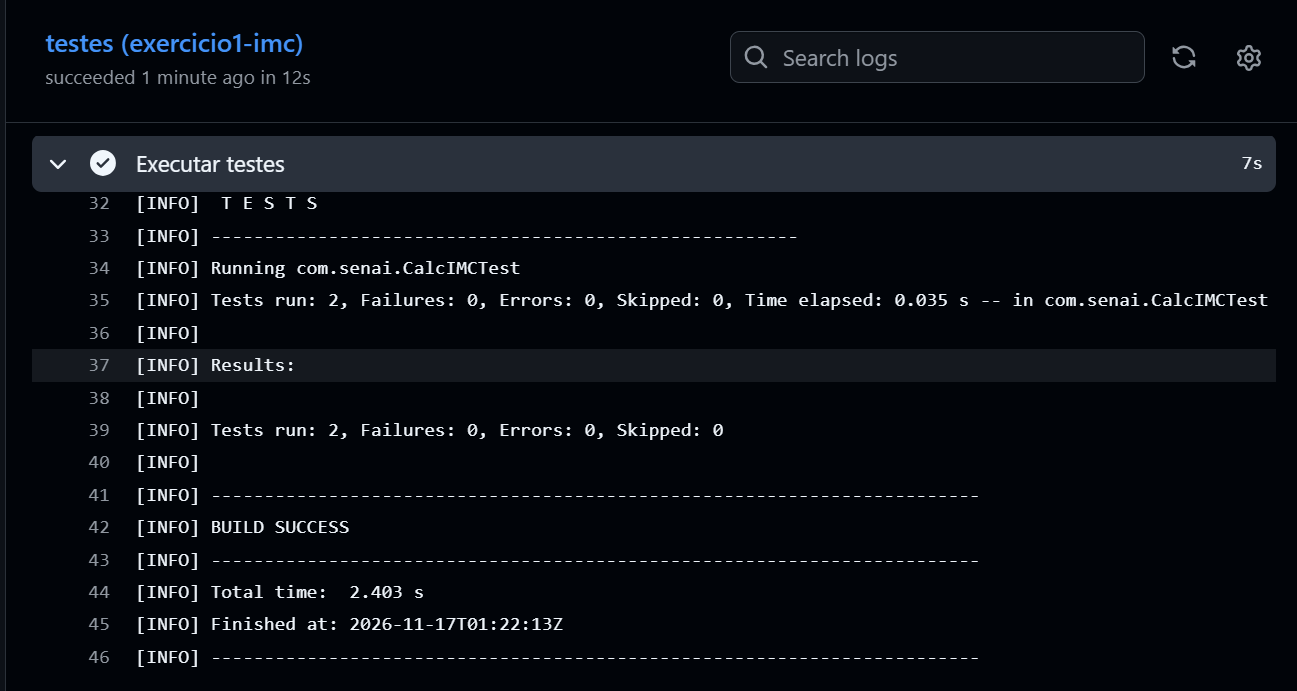 testes (exercicio1-imc)
succeeded 1 minute ago in 12s
Search logs
Executar testes 7s
32 [INFO]  T E S T S
33 [INFO] -------------------------------------------------------
34 [INFO] Running com.senai.CalcIMCTest
35 [INFO] Tests run: 2, Failures: 0, Errors: 0, Skipped: 0, Time elapsed: 0.035 s -- in com.senai.CalcIMCTest
36 [INFO]
37 [INFO] Results:
38 [INFO]
39 [INFO] Tests run: 2, Failures: 0, Errors: 0, Skipped: 0
40 [INFO]
41 [INFO] ------------------------------------------------------------------------
42 [INFO] BUILD SUCCESS
43 [INFO] ------------------------------------------------------------------------
44 [INFO] Total time:  2.403 s
45 [INFO] Finished at: 2026-11-17T01:22:13Z
46 [INFO] ------------------------------------------------------------------------